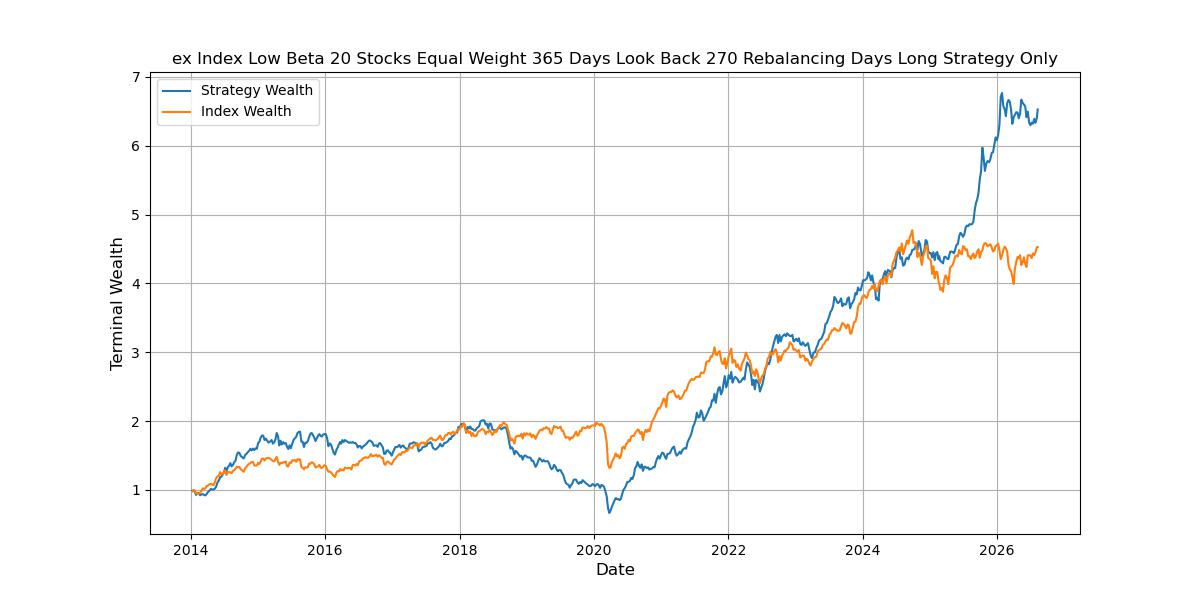 ex Index Low Beta 20 Stocks Equal Weight 365 Days Look Back 270 Rebalancing Days Long Strategy Only
Strategy Wealth
Index Wealth
Terminal Wealth
7
6
5
4
3
2
1
2014 2016 2018 2020 2022 2024 2026
Date